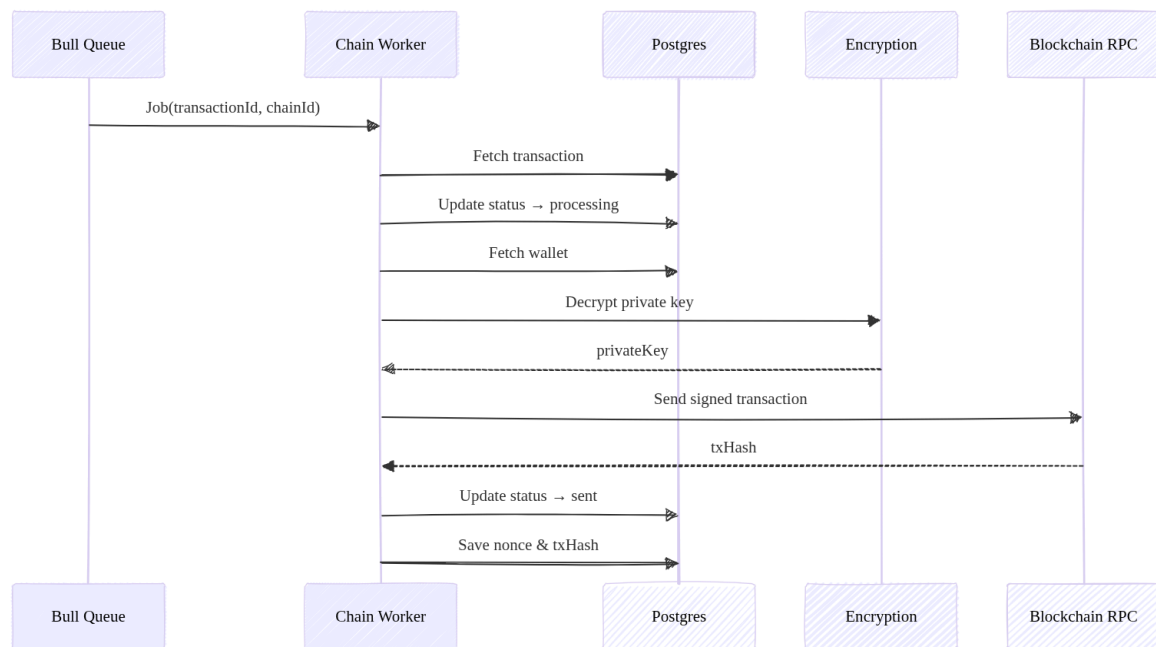 Bull Queue
Chain Worker
Postgres
Encryption
Blockchain RPC
Job(transactionId, chainId)
Fetch transaction
Update status → processing
Fetch wallet
Decrypt private key
privateKey
Send signed transaction
txHash
Update status → sent
Save nonce & txHash
Bull Queue
Chain Worker
Postgres
Encryption
Blockchain RPC